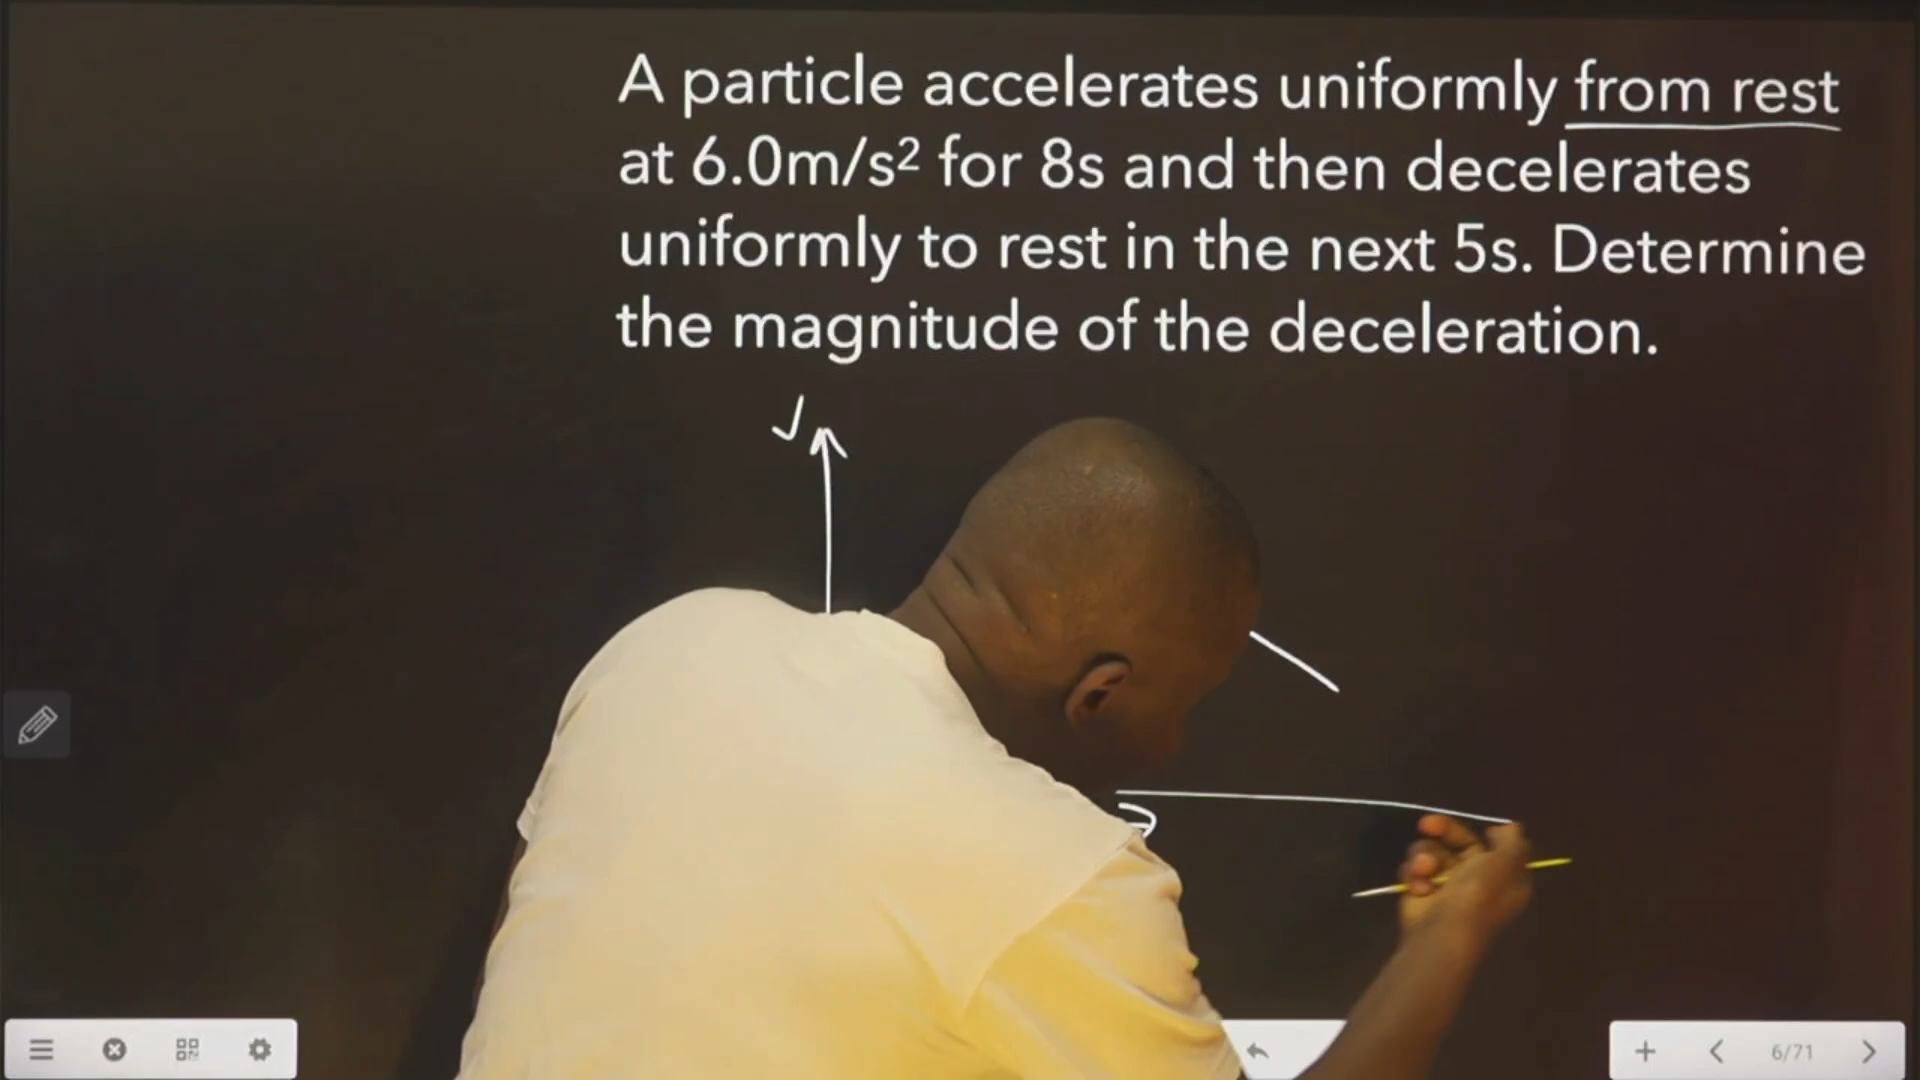 A particle accelerates uniformly from rest
at 6.0m/s² for 8s and then decelerates
uniformly to rest in the next 5s. Determine
the magnitude of the deceleration.
6/71